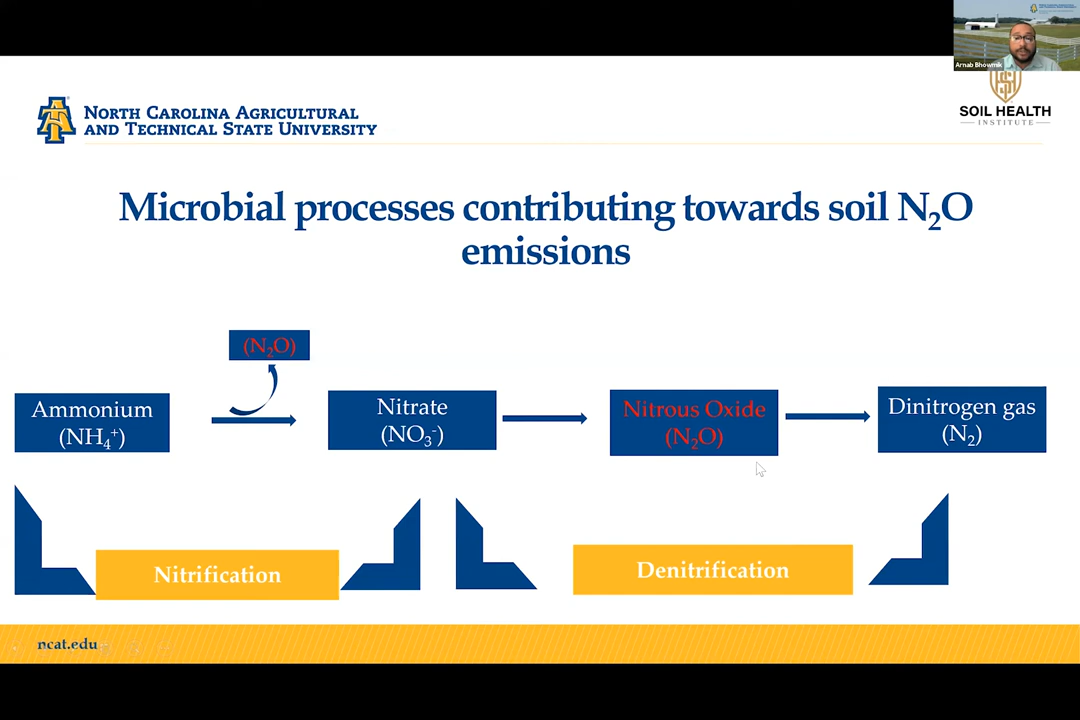 Arnab Bhowmik
NORTH CAROLINA AGRICULTURAL
AND TECHNICAL STATE UNIVERSITY
SOIL HEALTH
INSTITUTE
Microbial processes contributing towards soil N₂O
emissions
(N₂O)
Ammonium
(NH₄⁺)
Nitrate
(NO₃⁻)
Nitrous Oxide
(N₂O)
Dinitrogen gas
(N₂)
Nitrification
Denitrification
ncat.edu